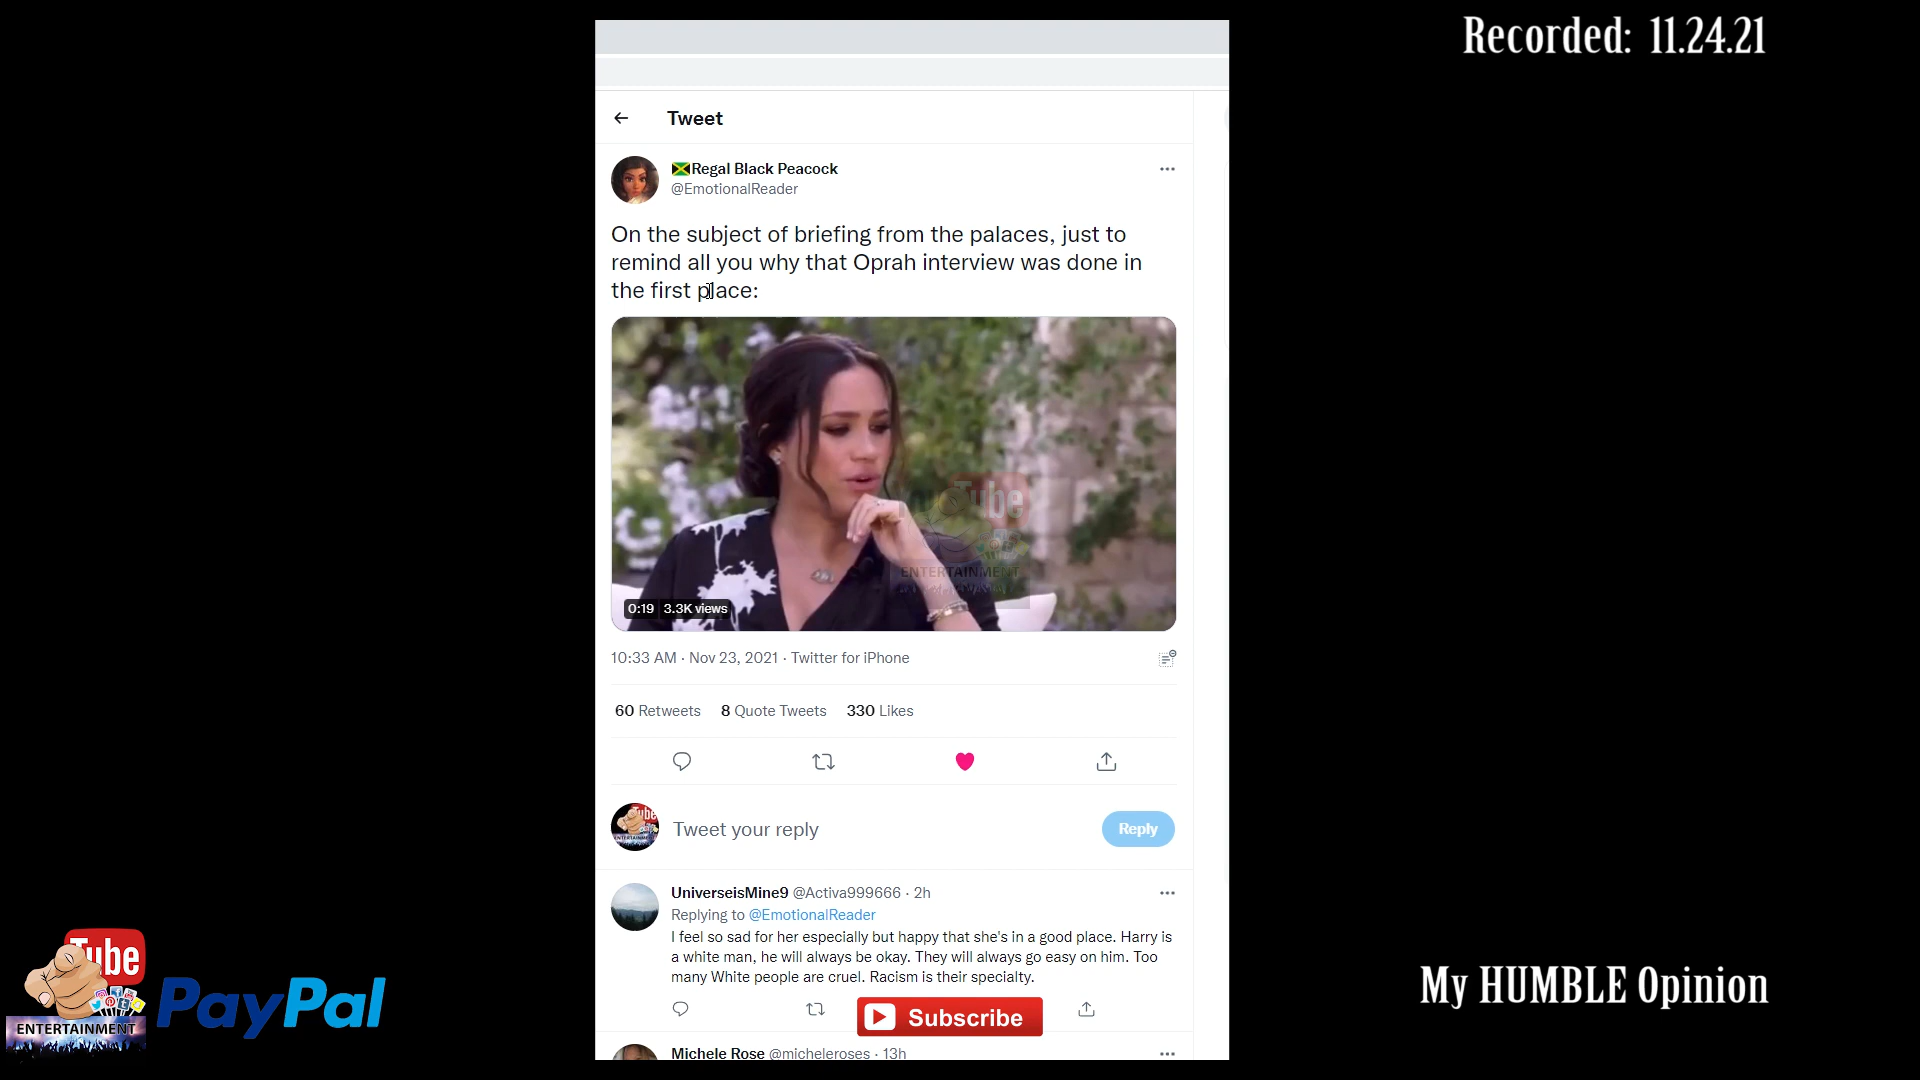 Recorded: 11.24.21
Tweet
Regal Black Peacock
@EmotionalReader
On the subject of briefing from the palaces, just to
remind all you why that Oprah interview was done in
the first place:
Tube
ENTERTAINMENT
0:19 3.3K views
10:33 AM · Nov 23, 2021 · Twitter for iPhone
60 Retweets 8 Quote Tweets 330 Likes
Tweet your reply
Reply
UniverseisMine9 @Activa999666 · 2h
Replying to @EmotionalReader
I feel so sad for her especially but happy that she's in a good place. Harry is
a white man, he will always be okay. They will always go easy on him. Too
many White people are cruel. Racism is their specialty.
Subscribe
Michele Rose @micheleroses · 13h
Tube
ENTERTAINMENT
PayPal
My HUMBLE Opinion